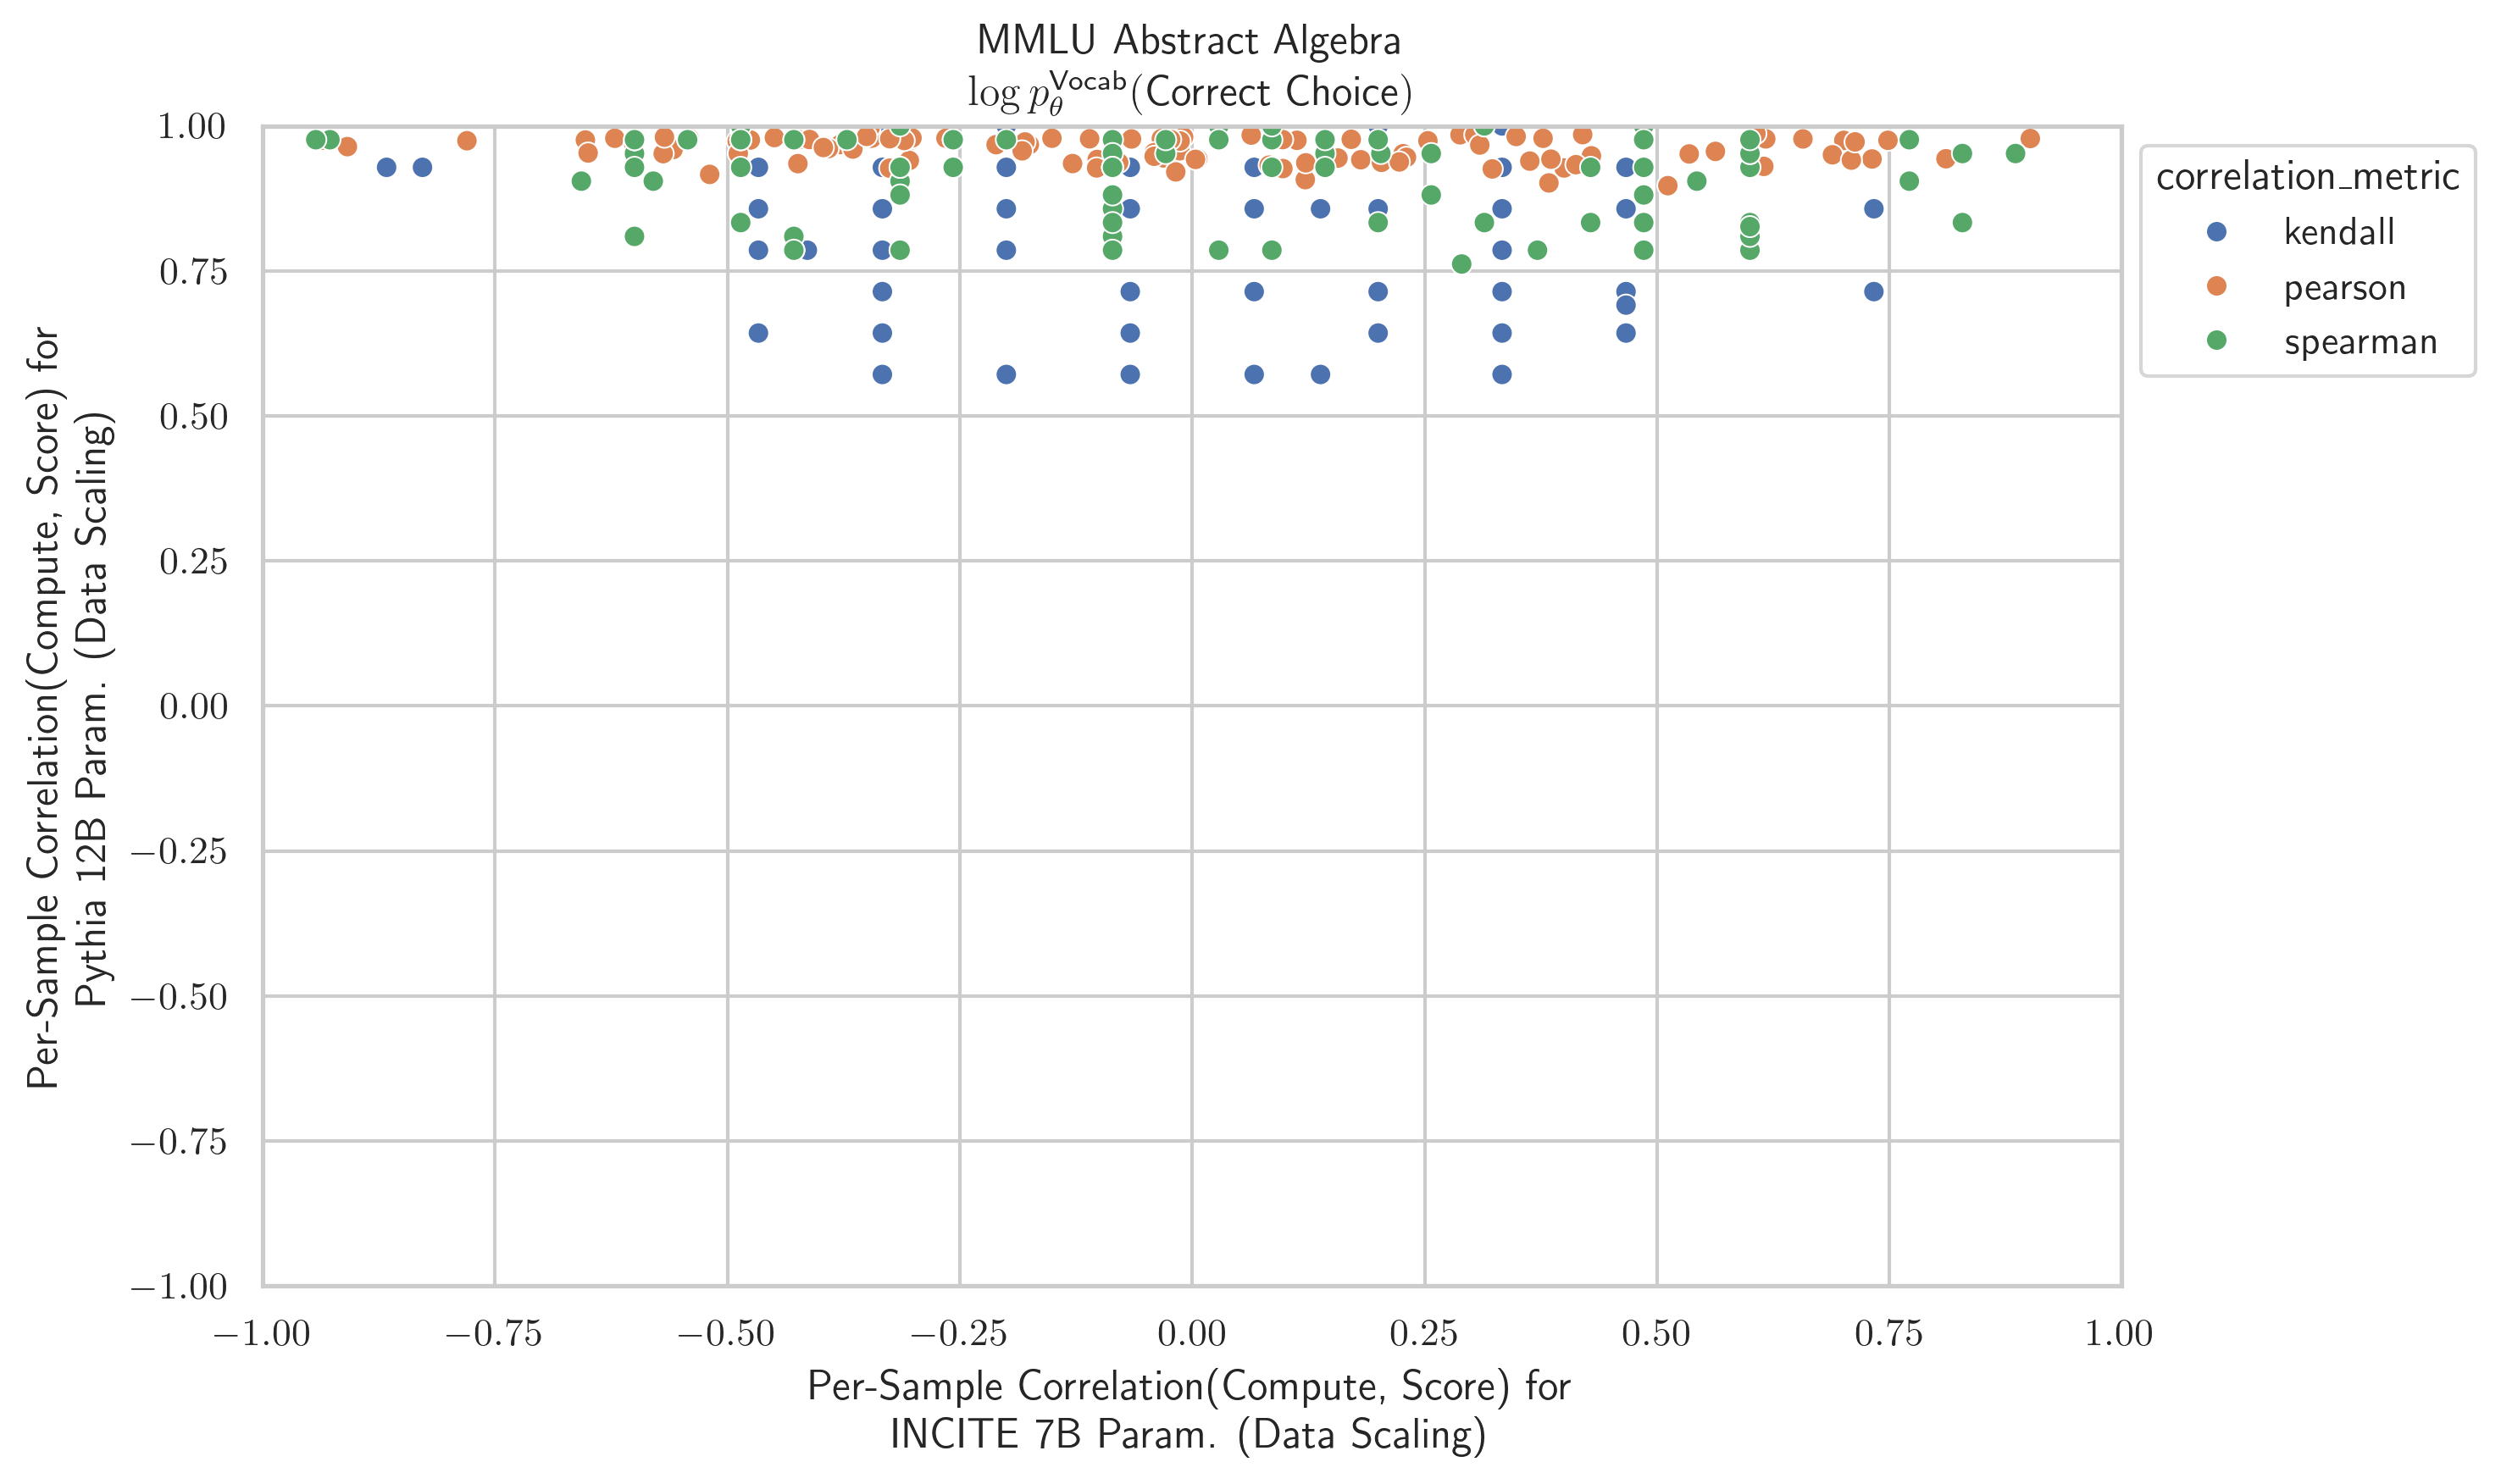 MMLU Abstract Algebra
log p_θ^Vocab(Correct Choice)
Per-Sample Correlation(Compute, Score) for
Pythia 12B Param. (Data Scaling)
1.00
0.75
0.50
0.25
0.00
−0.25
−0.50
−0.75
−1.00
−1.00
−0.75
−0.50
−0.25
0.00
0.25
0.50
0.75
1.00
Per-Sample Correlation(Compute, Score) for
INCITE 7B Param. (Data Scaling)
correlation_metric
kendall
pearson
spearman